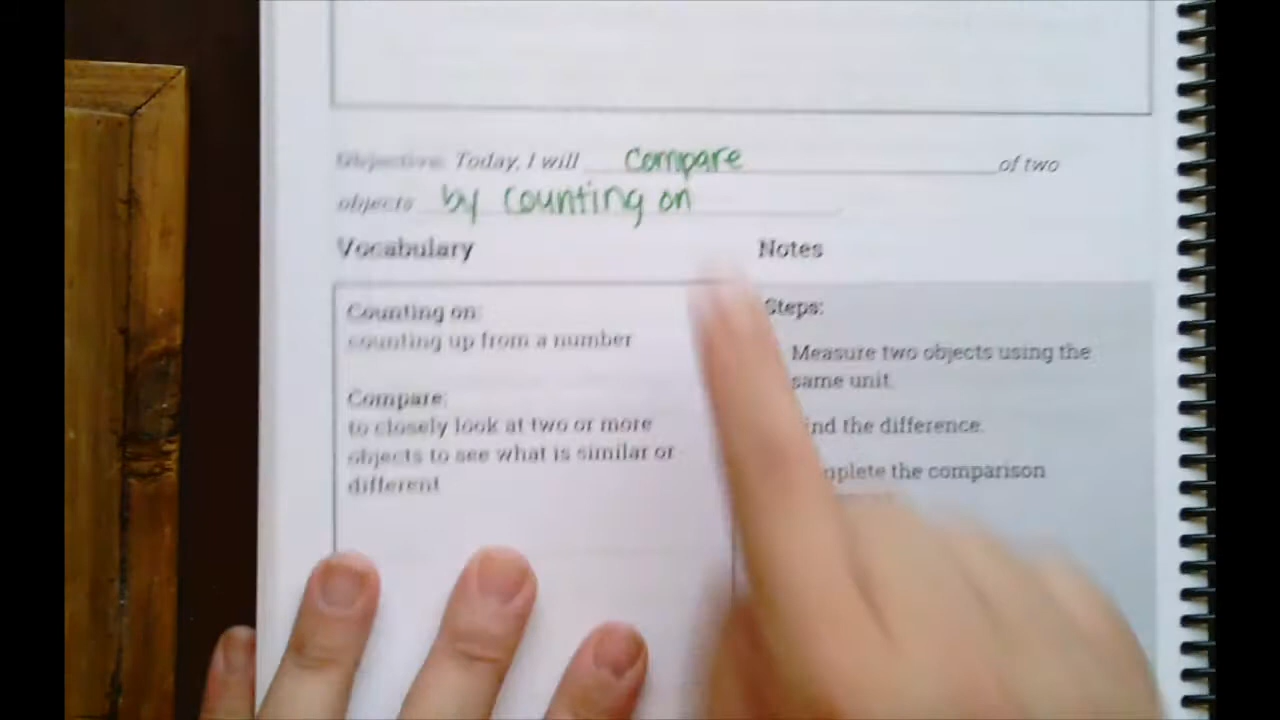 Objective: Today, I will compare of two
objects by counting on
Vocabulary
Notes
Counting on:
counting up from a number
Compare:
to closely look at two or more
objects to see what is similar or
different
Steps:
Measure two objects using the
same unit.
the difference.
the comparison